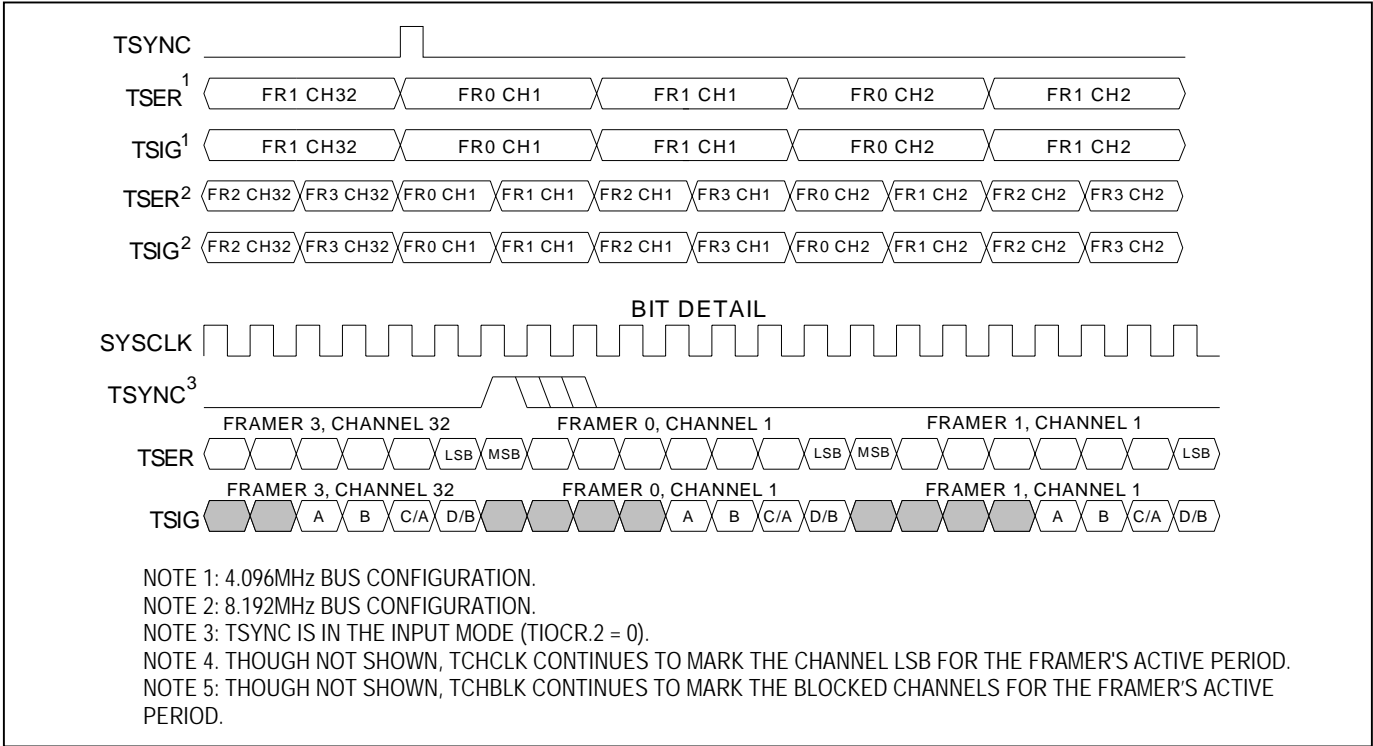 TSYNC
TSER1 FR1 CH32 FR0 CH1 FR1 CH1 FR0 CH2 FR1 CH2
TSIG1 FR1 CH32 FR0 CH1 FR1 CH1 FR0 CH2 FR1 CH2
TSER2 FR2 CH32 FR3 CH32 FR0 CH1 FR1 CH1 FR2 CH1 FR3 CH1 FR0 CH2 FR1 CH2 FR2 CH2 FR3 CH2
TSIG2 FR2 CH32 FR3 CH32 FR0 CH1 FR1 CH1 FR2 CH1 FR3 CH1 FR0 CH2 FR1 CH2 FR2 CH2 FR3 CH2
BIT DETAIL
SYSCLK
TSYNC3
FRAMER 3, CHANNEL 32 FRAMER 0, CHANNEL 1 FRAMER 1, CHANNEL 1
TSER LSB MSB LSB MSB LSB
FRAMER 3, CHANNEL 32 FRAMER 0, CHANNEL 1 FRAMER 1, CHANNEL 1
TSIG A B C/A D/B A B C/A D/B A B C/A D/B
NOTE 1: 4.096MHz BUS CONFIGURATION.
NOTE 2: 8.192MHz BUS CONFIGURATION.
NOTE 3: TSYNC IS IN THE INPUT MODE (TIOCR.2 = 0).
NOTE 4. THOUGH NOT SHOWN, TCHCLK CONTINUES TO MARK THE CHANNEL LSB FOR THE FRAMER'S ACTIVE PERIOD.
NOTE 5: THOUGH NOT SHOWN, TCHBLK CONTINUES TO MARK THE BLOCKED CHANNELS FOR THE FRAMER'S ACTIVE
PERIOD.